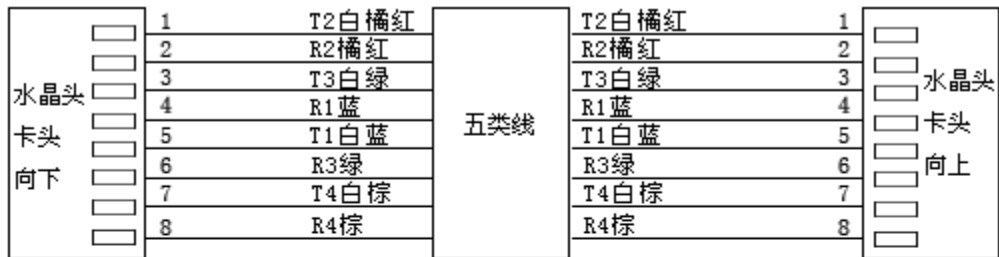 1 T2白橘红 T2白橘红 1
2 R2橘红 R2橘红 2
3 T3白绿 T3白绿 3
水晶头 水晶头
4 R1蓝 R1蓝 4
卡头 五类线 卡头
5 T1白蓝 T1白蓝 5
6 R3绿 R3绿 6
向下 向上
7 T4白棕 T4白棕 7
8 R4棕 R4棕 8